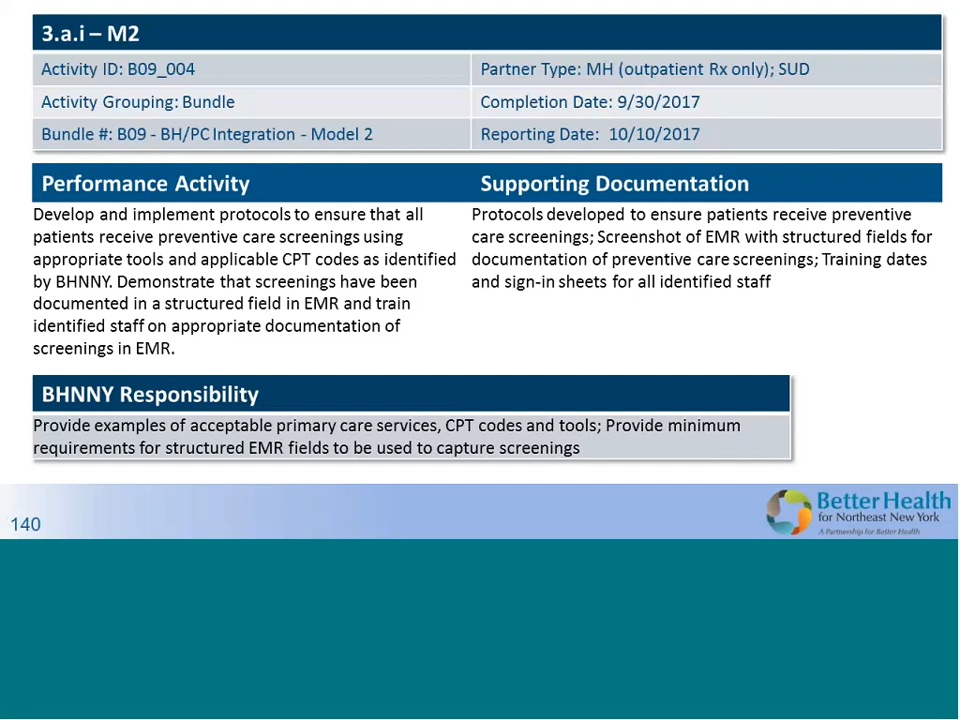 3.a.i – M2
Activity ID: B09_004
Partner Type: MH (outpatient Rx only); SUD
Activity Grouping: Bundle
Completion Date: 9/30/2017
Bundle #: B09 - BH/PC Integration - Model 2
Reporting Date:  10/10/2017
Performance Activity
Develop and implement protocols to ensure that all
patients receive preventive care screenings using
appropriate tools and applicable CPT codes as identified
by BHNNY. Demonstrate that screenings have been
documented in a structured field in EMR and train
identified staff on appropriate documentation of
screenings in EMR.
Supporting Documentation
Protocols developed to ensure patients receive preventive
care screenings; Screenshot of EMR with structured fields for
documentation of preventive care screenings; Training dates
and sign-in sheets for all identified staff
BHNNY Responsibility
Provide examples of acceptable primary care services, CPT codes and tools; Provide minimum
requirements for structured EMR fields to be used to capture screenings
140
Better Health
for Northeast New York
A Partnership for Better Health